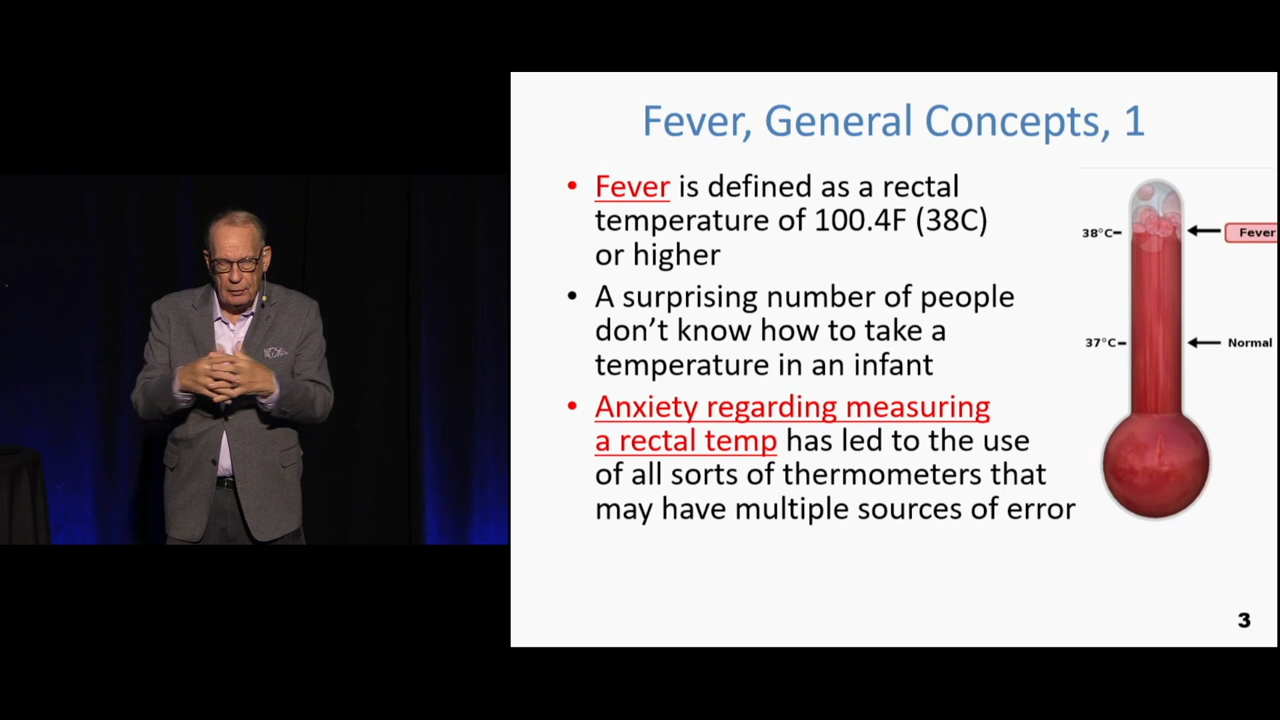 Fever, General Concepts, 1
• Fever is defined as a rectal
temperature of 100.4F (38C)
or higher
• A surprising number of people
don’t know how to take a
temperature in an infant
• Anxiety regarding measuring
a rectal temp has led to the use
of all sorts of thermometers that
may have multiple sources of error
38°C
Fever
37°C
Normal
3